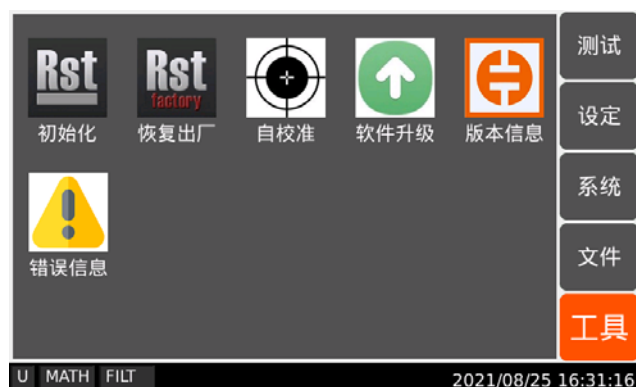 Rst
Rst
factory
初始化
恢复出厂
自校准
软件升级
版本信息
错误信息
测试
设定
系统
文件
工具
U MATH FILT
2021/08/25 16:31:16